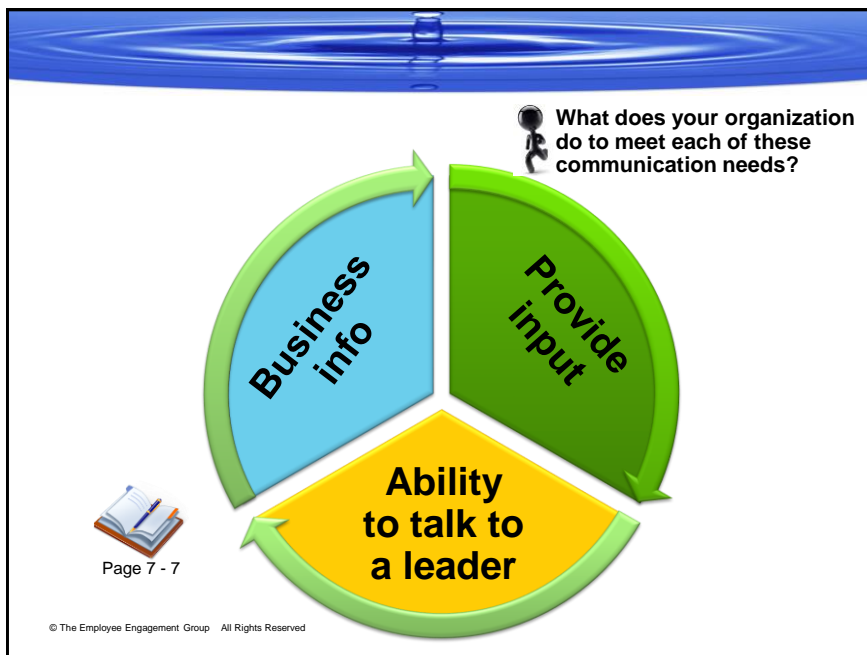 What does your organization
do to meet each of these
communication needs?
Business
info
Provide
input
Ability
to talk to
a leader
Page 7 - 7
© The Employee Engagement Group All Rights Reserved